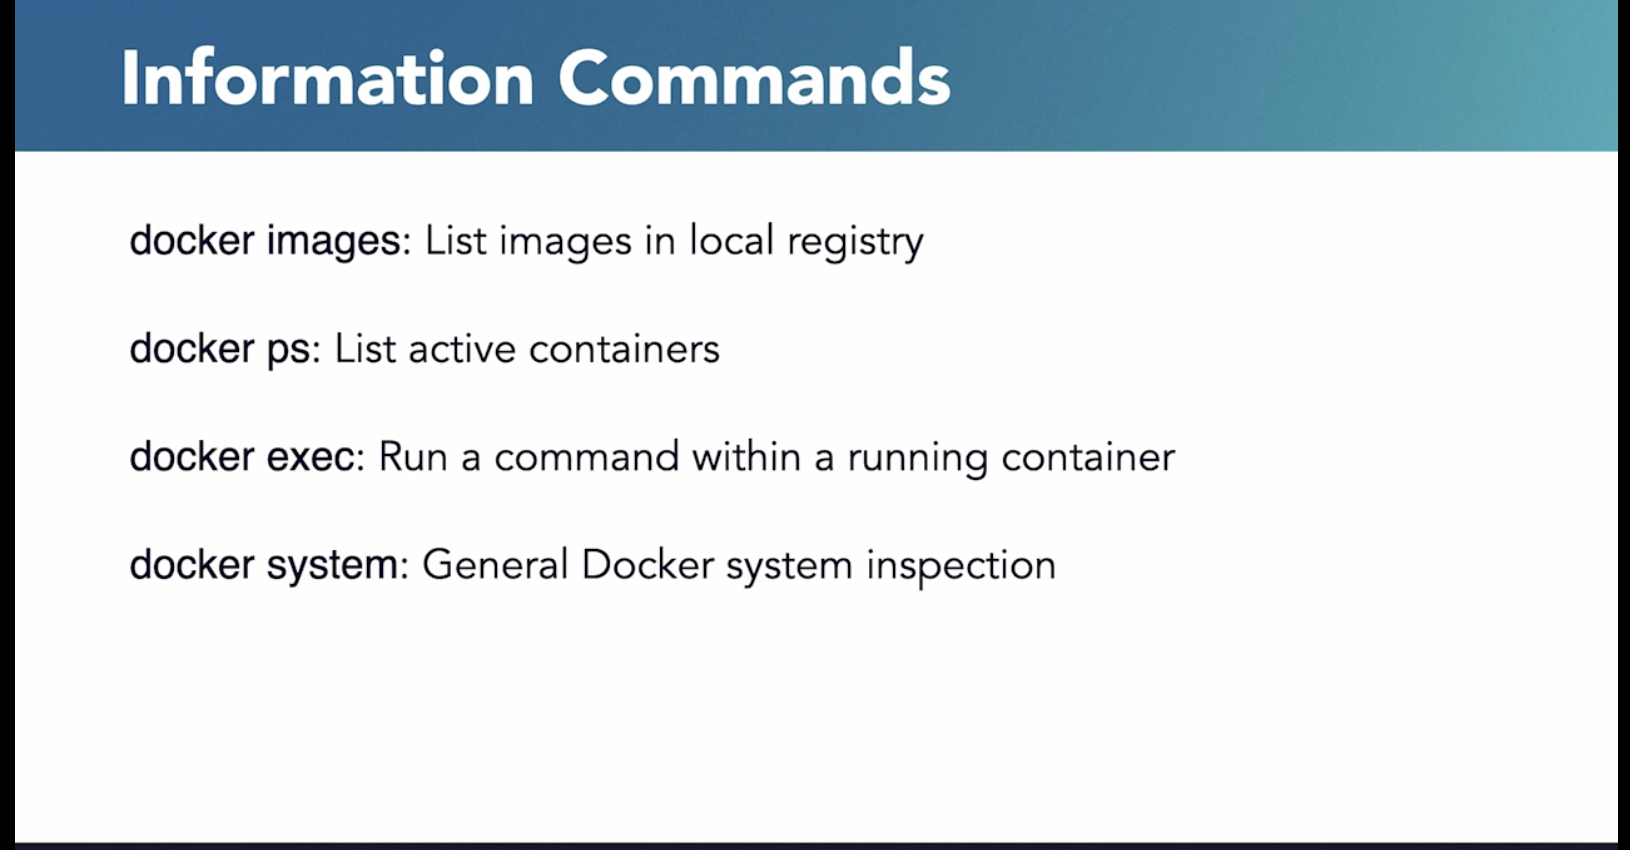 Information Commands
docker images: List images in local registry
docker ps: List active containers
docker exec: Run a command within a running container
docker system: General Docker system inspection